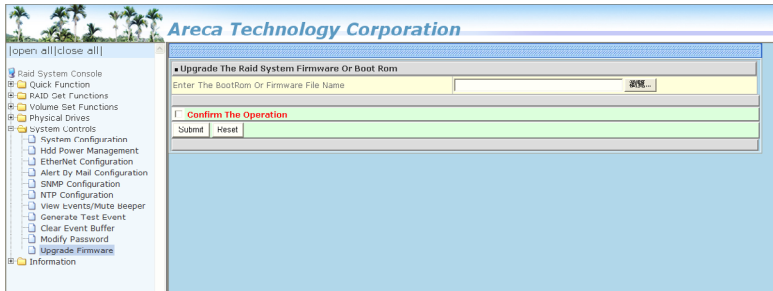 Areca Technology Corporation
|open all|close all|
Raid System Console
Quick Function
RAID Set Functions
Volume Set Functions
Physical Drives
System Controls
System Configuration
Hdd Power Management
EtherNet Configuration
Alert By Mail Configuration
SNMP Configuration
NTP Configuration
View Events/Mute Beeper
Generate Test Event
Clear Event Buffer
Modify Password
Upgrade Firmware
Information
Upgrade The Raid System Firmware Or Boot Rom
Enter The BootRom Or Firmware File Name
瀏覽...
Confirm The Operation
Submit Reset